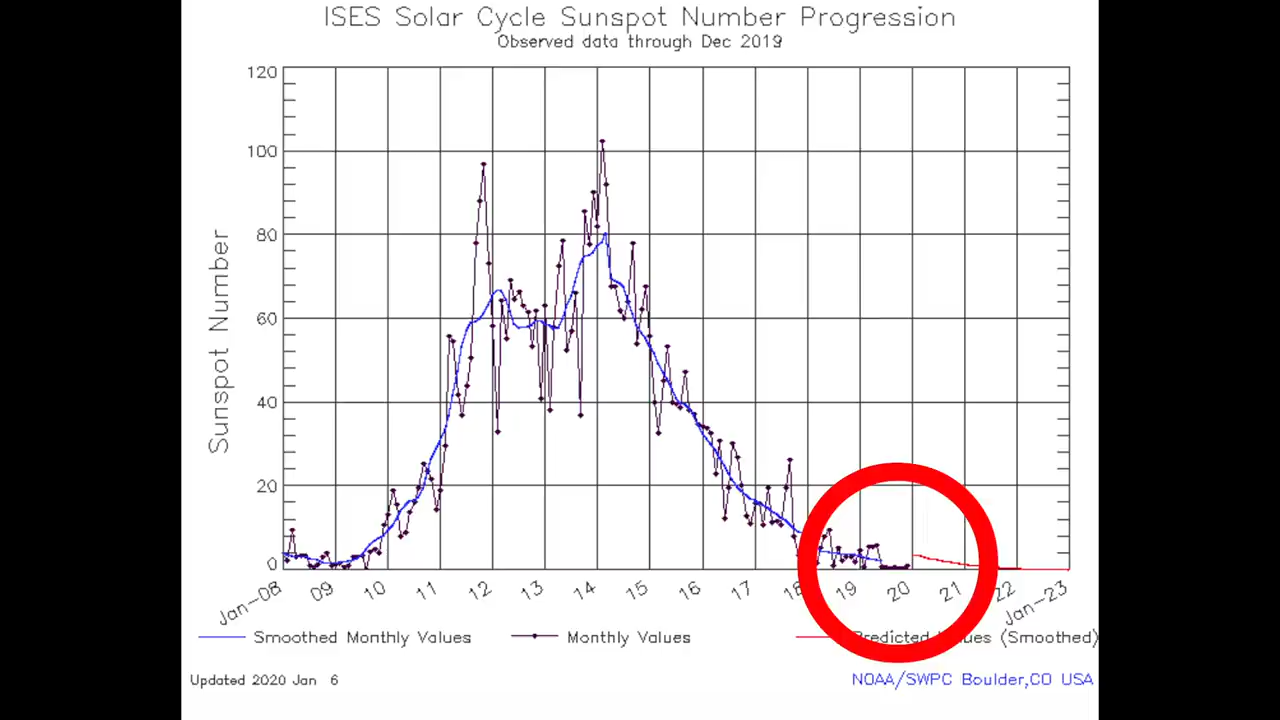 ISES Solar Cycle Sunspot Number Progression
Observed data through Dec 2019
120
100
80
60
40
20
0
Sunspot Number
Jan-08 09 10 11 12 13 14 15 16 17 18 19 20 21 22 Jan-23
Smoothed Monthly Values Monthly Values Predicted (Smoothed)
Updated 2020 Jan 6 NOAA/SWPC Boulder,CO USA